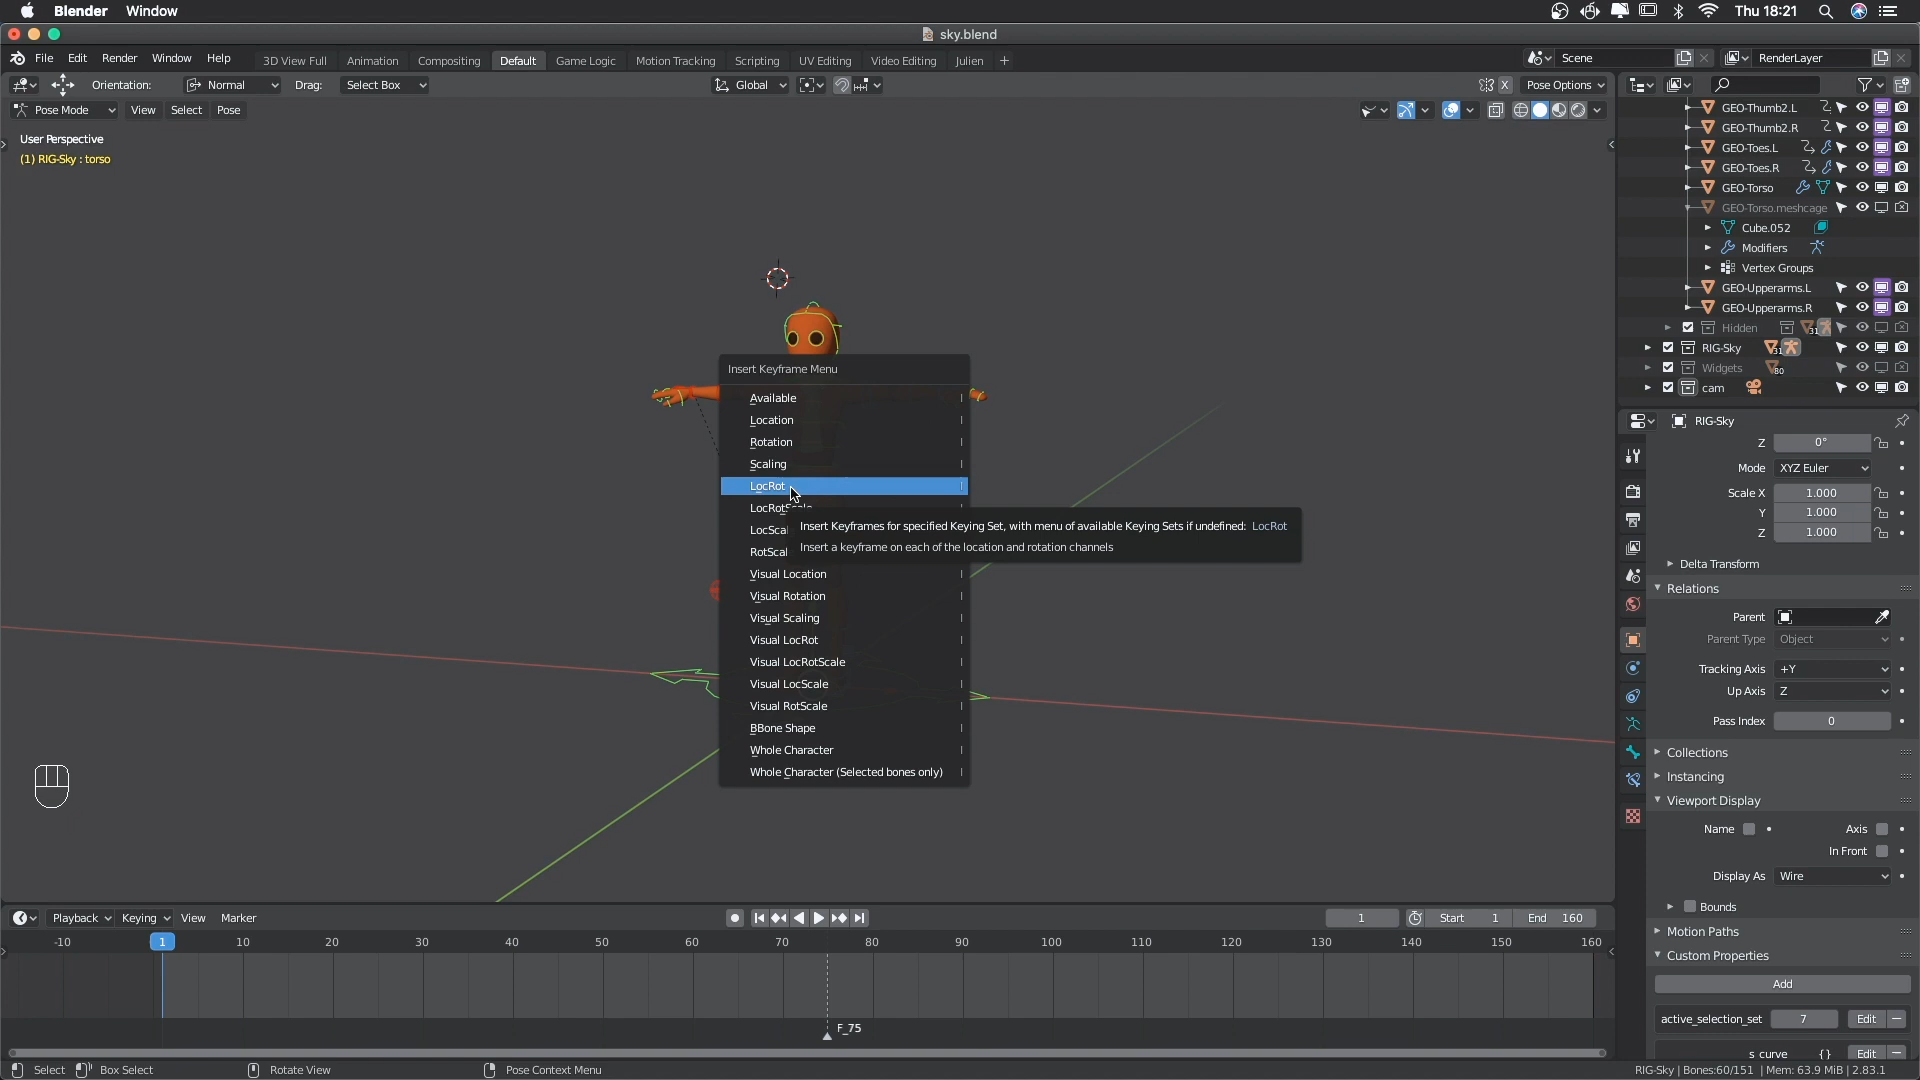 Blender Window Thu 18:21
sky.blend
File Edit Render Window Help 3D View Full Animation Compositing Default Game Logic Motion Tracking Scripting UV Editing Video Editing Julien + Scene RenderLayer
Orientation: Normal Drag: Select Box Global X Pose Options
Pose Mode View Select Pose
User Perspective
(1) RIG-Sky : torso
GEO-Thumb2.L
GEO-Thumb2.R
GEO-Toes.L
GEO-Toes.R
GEO-Torso
GEO-Torso.meshcage
Cube.052
Modifiers
Vertex Groups
GEO-Upperarms.L
GEO-Upperarms.R
Hidden 31
RIG-Sky 31
Widgets 80
cam
Insert Keyframe Menu
Available I
Location I
Rotation I
Scaling I
LocRot I
LocRotScale I
LocScal
RotScal
Visual Location I
Visual Rotation I
Visual Scaling I
Visual LocRot I
Visual LocRotScale I
Visual LocScale I
Visual RotScale I
BBone Shape I
Whole Character I
Whole Character (Selected bones only) I
Insert Keyframes for specified Keying Set, with menu of available Keying Sets if undefined: LocRot
Insert a keyframe on each of the location and rotation channels
RIG-Sky
Z 0°
Mode XYZ Euler
Scale X 1.000
Y 1.000
Z 1.000
Delta Transform
Relations
Parent
Parent Type Object
Tracking Axis +Y
Up Axis Z
Pass Index 0
Collections
Instancing
Viewport Display
Name Axis
In Front
Display As Wire
Bounds
Motion Paths
Custom Properties
Add
active_selection_set 7 Edit
s_curve {} Edit
Playback Keying View Marker 1 Start 1 End 160
-10 1 10 20 30 40 50 60 70 80 90 100 110 120 130 140 150 160
F_75
Select Box Select Rotate View Pose Context Menu RIG-Sky | Bones:60/151 | Mem: 63.9 MiB | 2.83.1